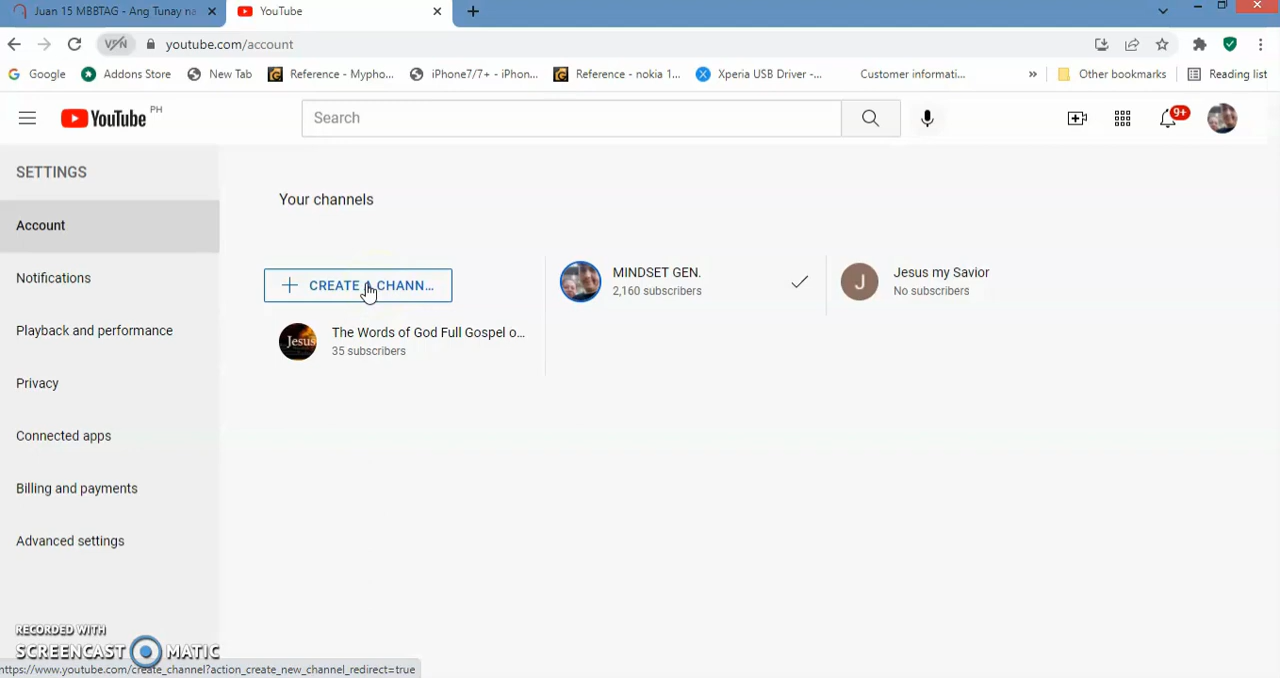 Juan 15 MBBTAG - Ang Tunay na
YouTube
VPN
youtube.com/account
Google
Addons Store
New Tab
Reference - Mypho...
iPhone7/7+ - iPhon...
Reference - nokia 1...
Xperia USB Driver -...
Customer informati...
»
Other bookmarks
Reading list
YouTube PH
Search
9+
SETTINGS
Account
Notifications
Playback and performance
Privacy
Connected apps
Billing and payments
Advanced settings
Your channels
CREATE A CHANN...
The Words of God Full Gospel o...
35 subscribers
MINDSET GEN.
2,160 subscribers
J
Jesus my Savior
No subscribers
Jesus
RECORDED WITH
SCREENCAST MATIC
https://www.youtube.com/create_channel?action_create_new_channel_redirect=true